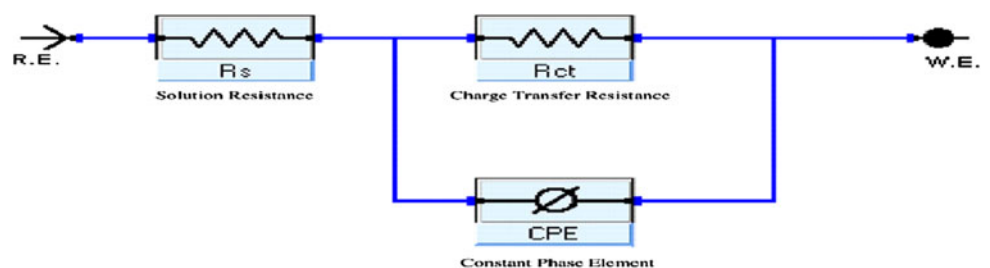 R.E.
Rs
Solution Resistance
Rct
Charge Transfer Resistance
W.E.
CPE
Constant Phase Element